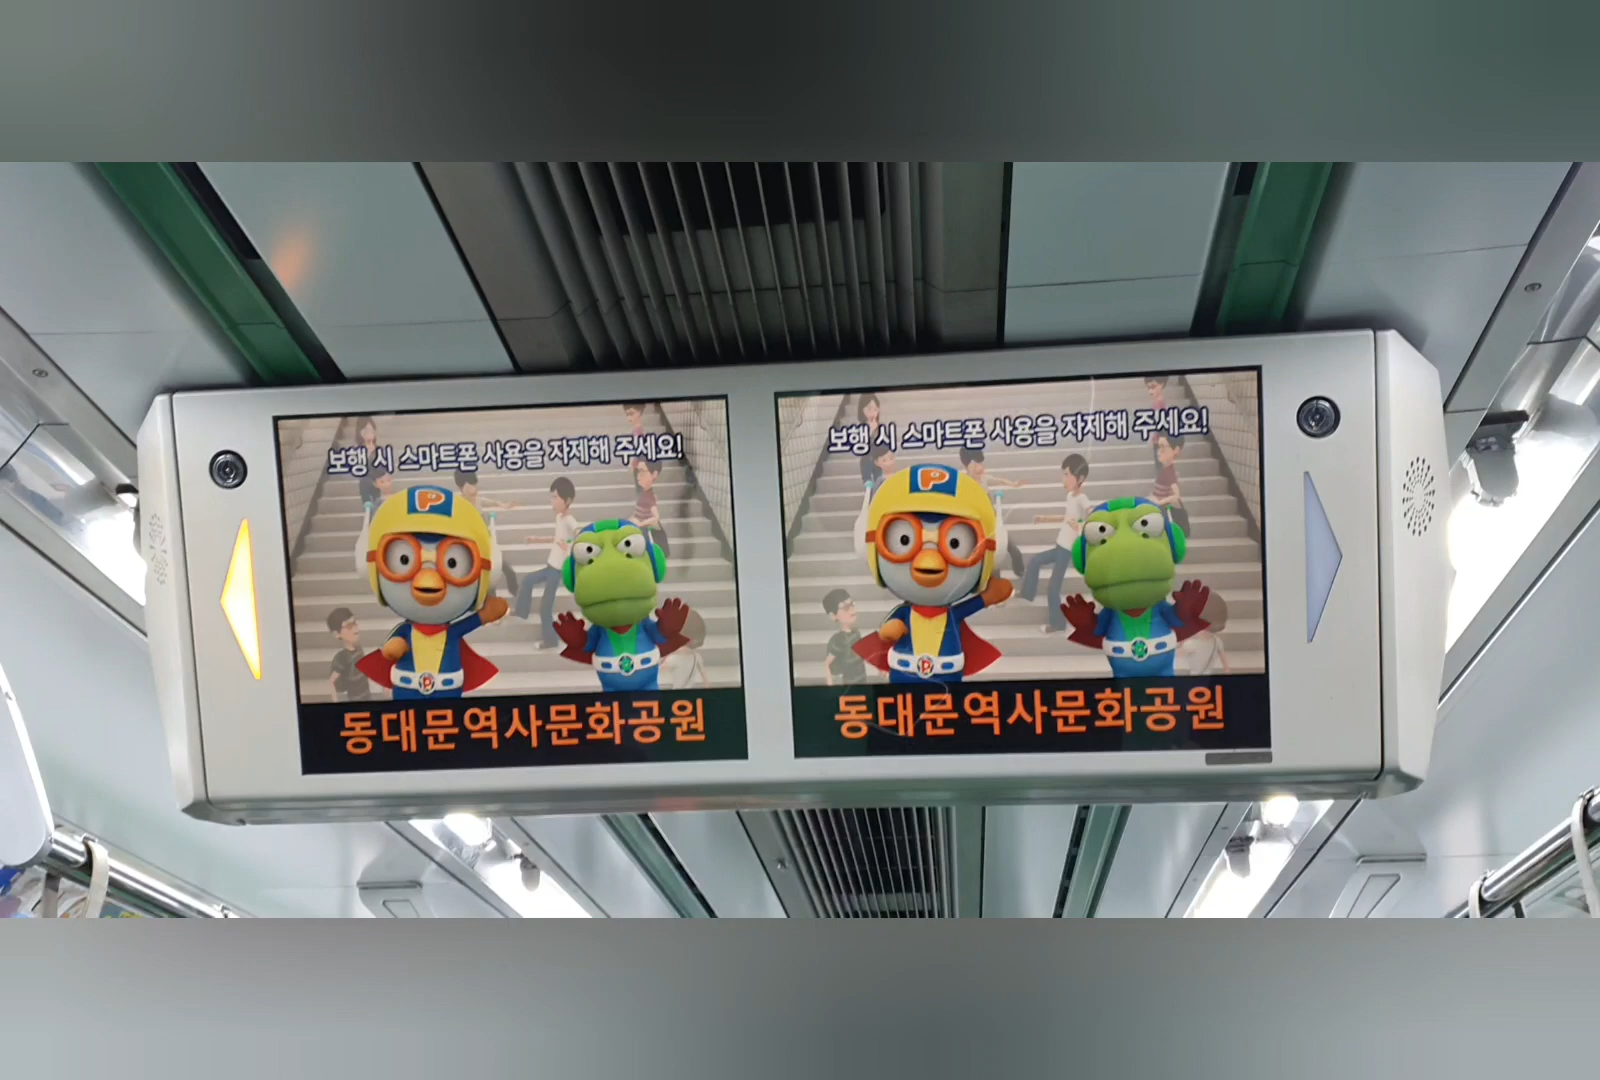 보행 시 스마트폰 사용을 자제해 주세요!
P
동대문역사문화공원
보행 시 스마트폰 사용을 자제해 주세요!
P
동대문역사문화공원